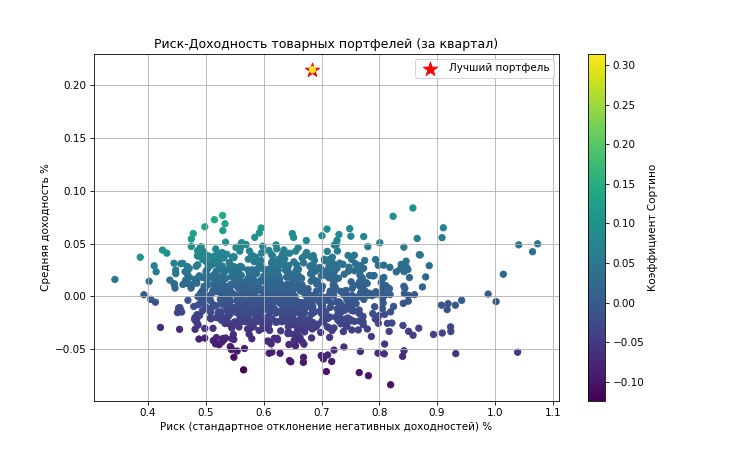 Риск-Доходность товарных портфелей (за квартал)
Лучший портфель
Средняя доходность %
0.20
0.15
0.10
0.05
0.00
−0.05
0.4 0.5 0.6 0.7 0.8 0.9 1.0 1.1
Риск (стандартное отклонение негативных доходностей) %
0.30
0.25
0.20
0.15
0.10
0.05
0.00
−0.05
−0.10
Коэффициент Сортино